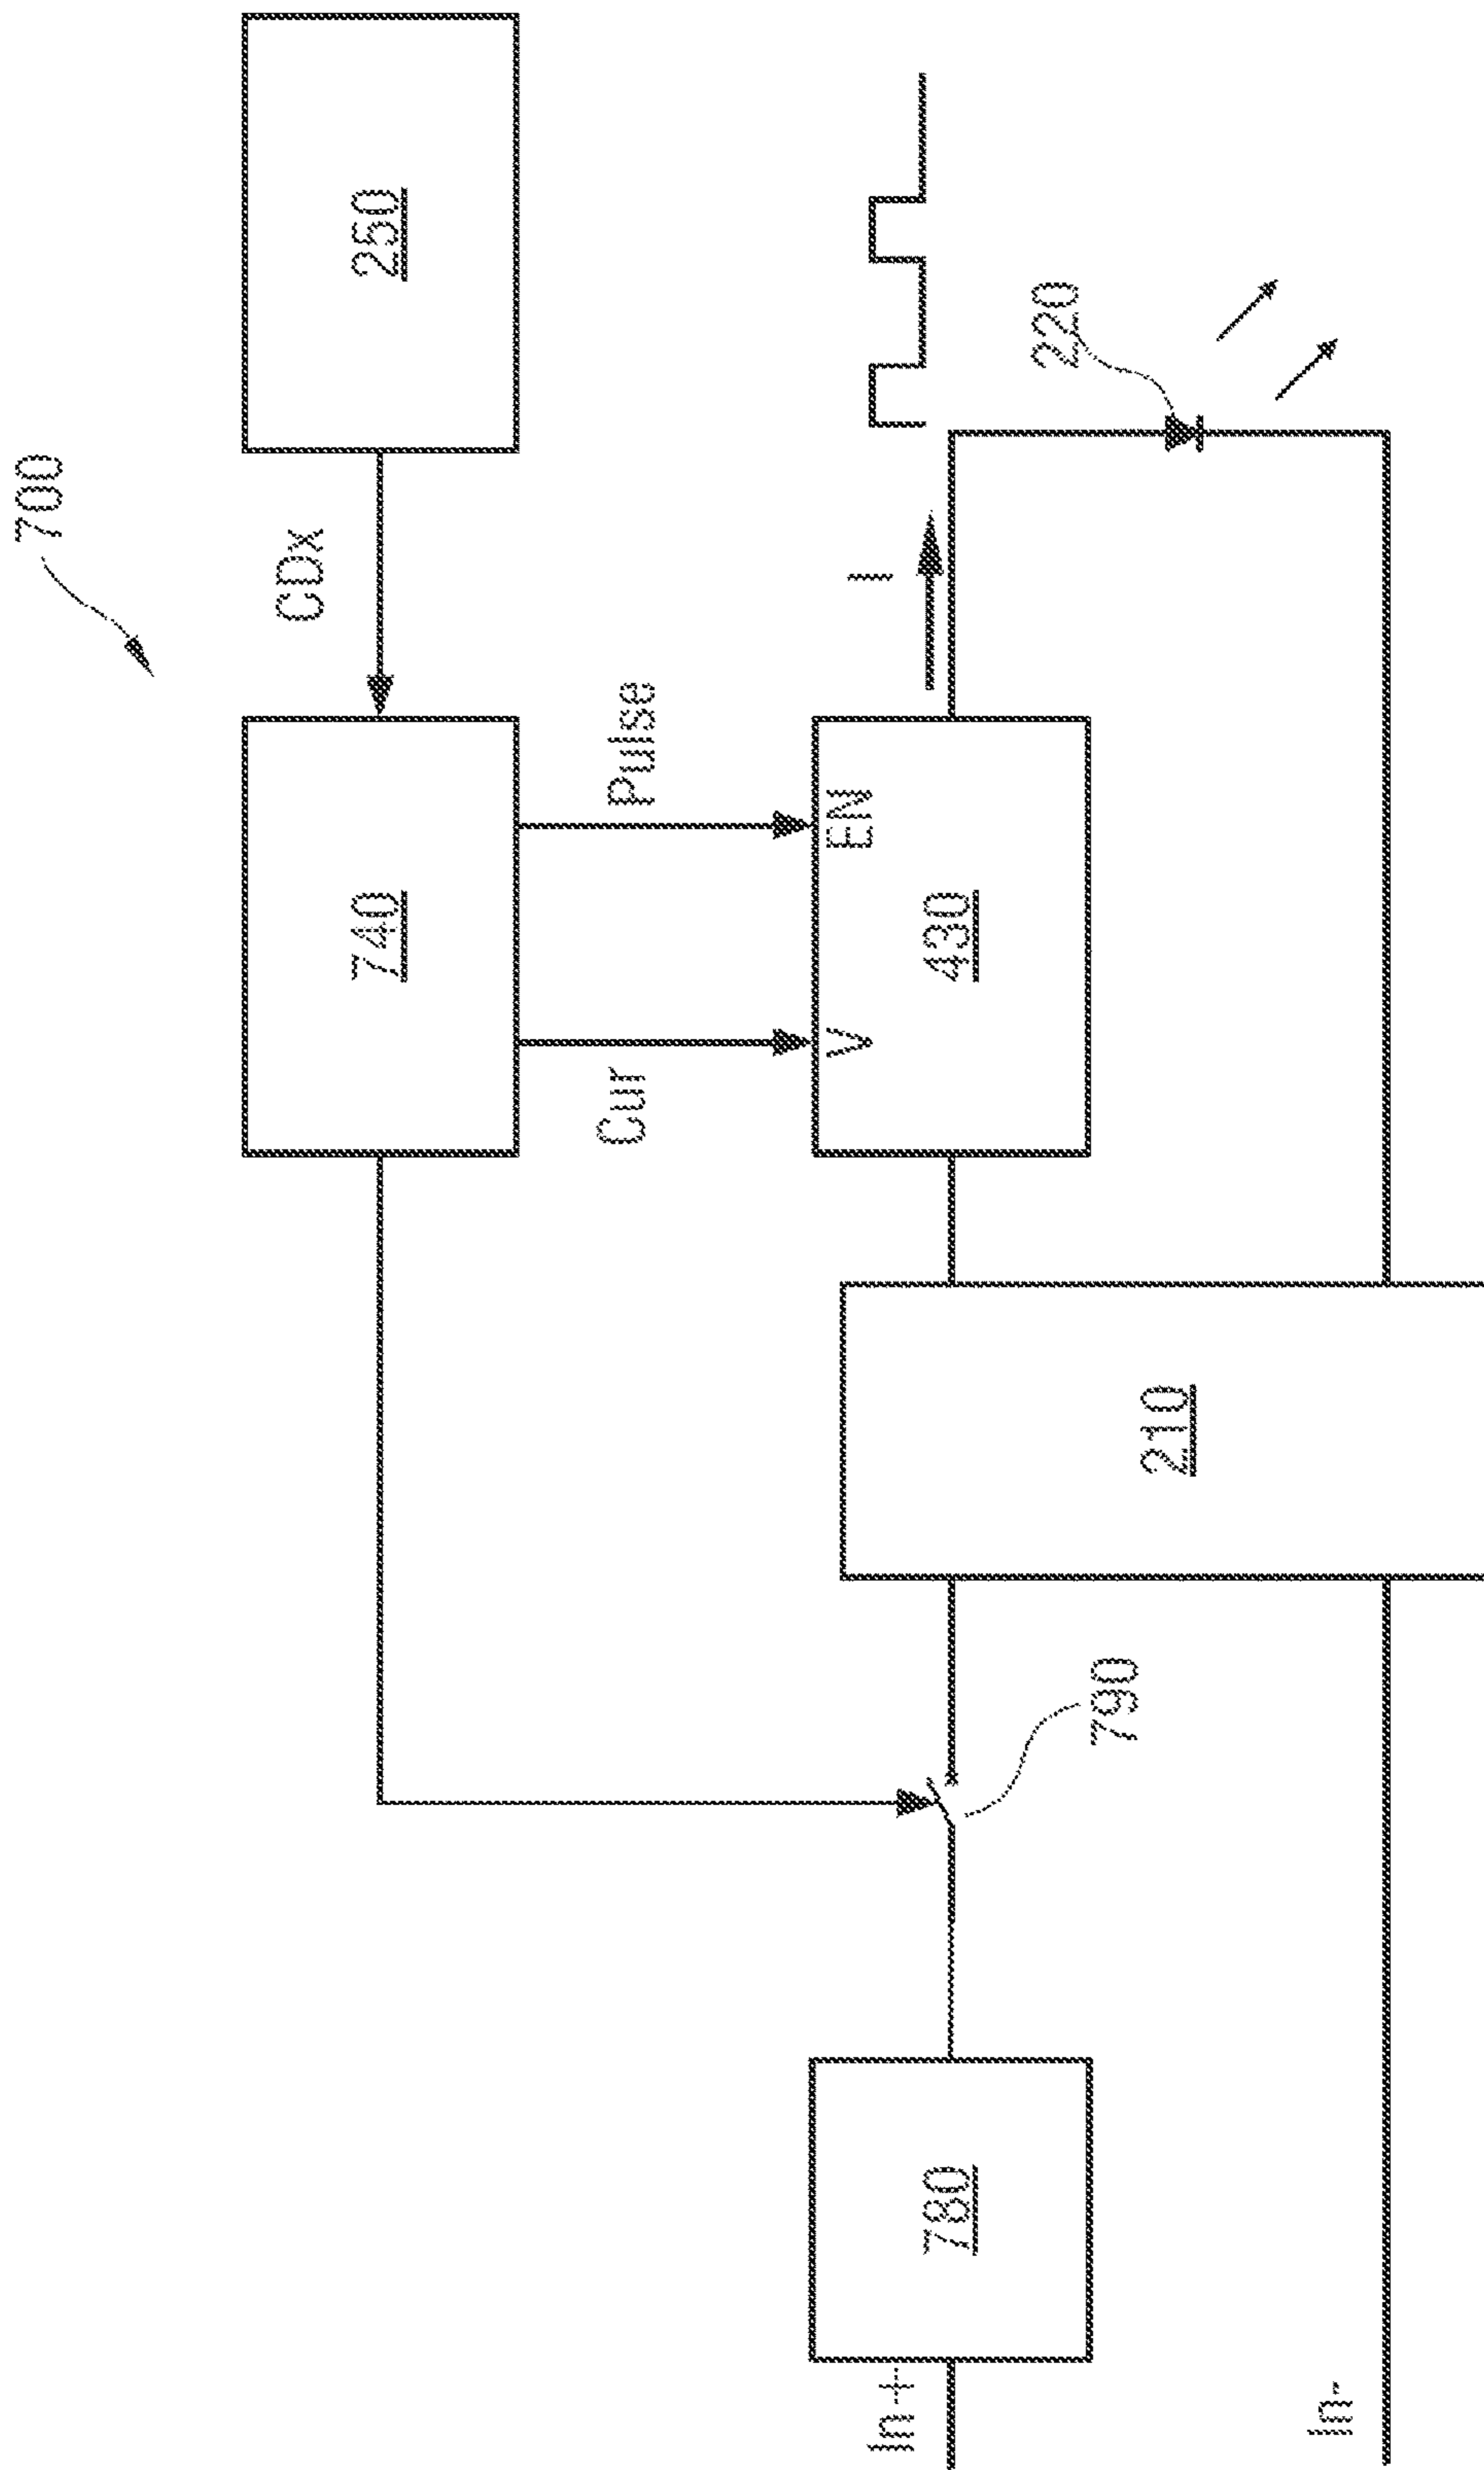 700
250
CDx
740
Pulse
Cur
EN
V
430
I
220
210
790
780
In+
In-